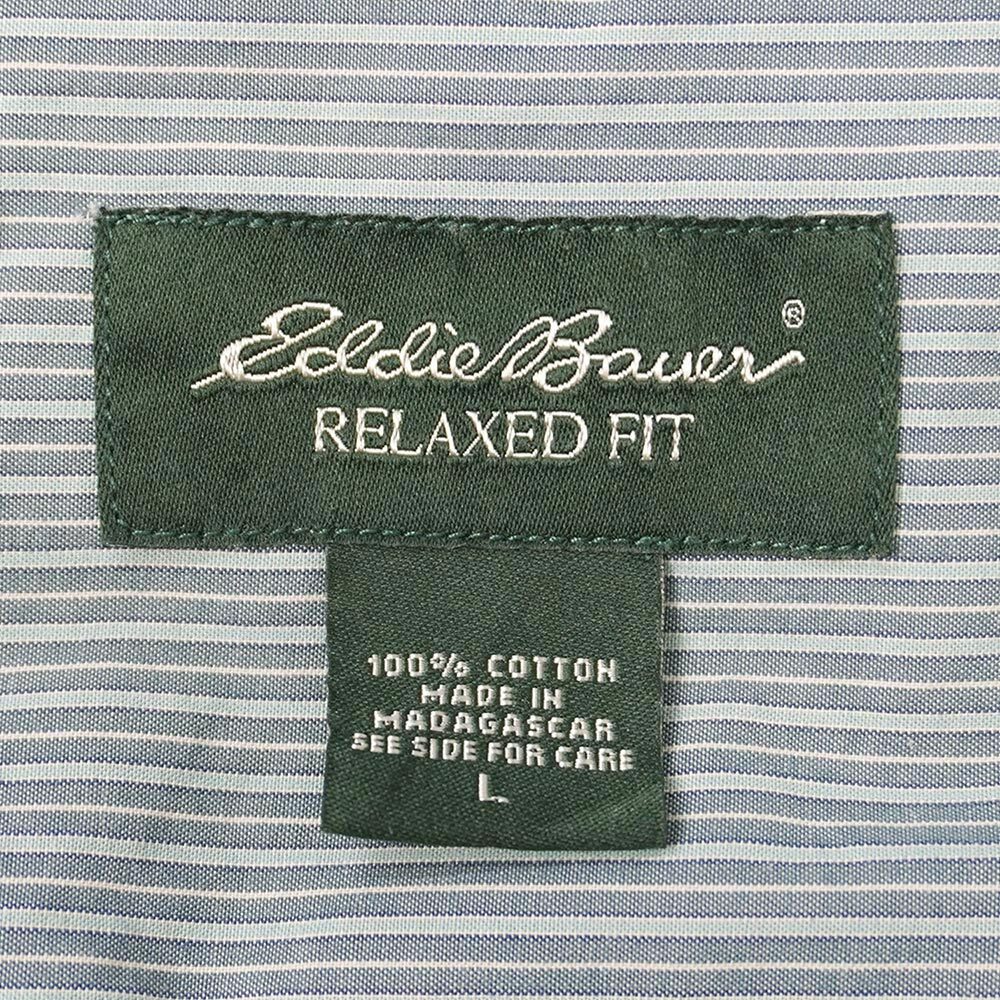 Eddie Bauer®
RELAXED FIT
100% COTTON
MADE IN
MADAGASCAR
SEE SIDE FOR CARE
L